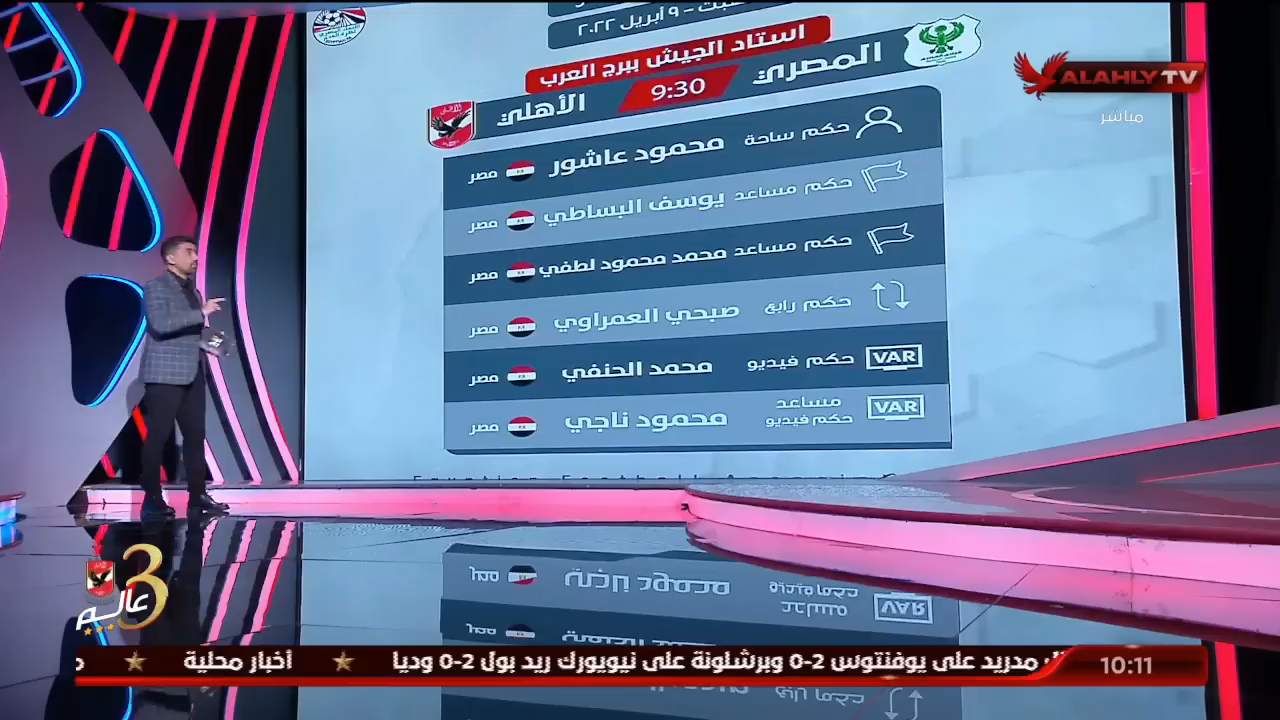 السبت - ٩ أبريل ٢٠٢٢
استاد الجيش ببرج العرب
المصري 9:30 الأهلي
حكم ساحة محمود عاشور مصر
حكم مساعد يوسف البساطي مصر
حكم مساعد محمد محمود لطفي مصر
حكم رابع صبحي العمراوي مصر
VAR حكم فيديو محمد الحنفي مصر
VAR مساعد حكم فيديو محمود ناجي مصر
ALAHLY TV
مباشر
3 عالم
10:11
مدريد على يوفنتوس 2-0 وبرشلونة على نيويورك ريد بول 2-0 وديا ★ أخبار محلية ★